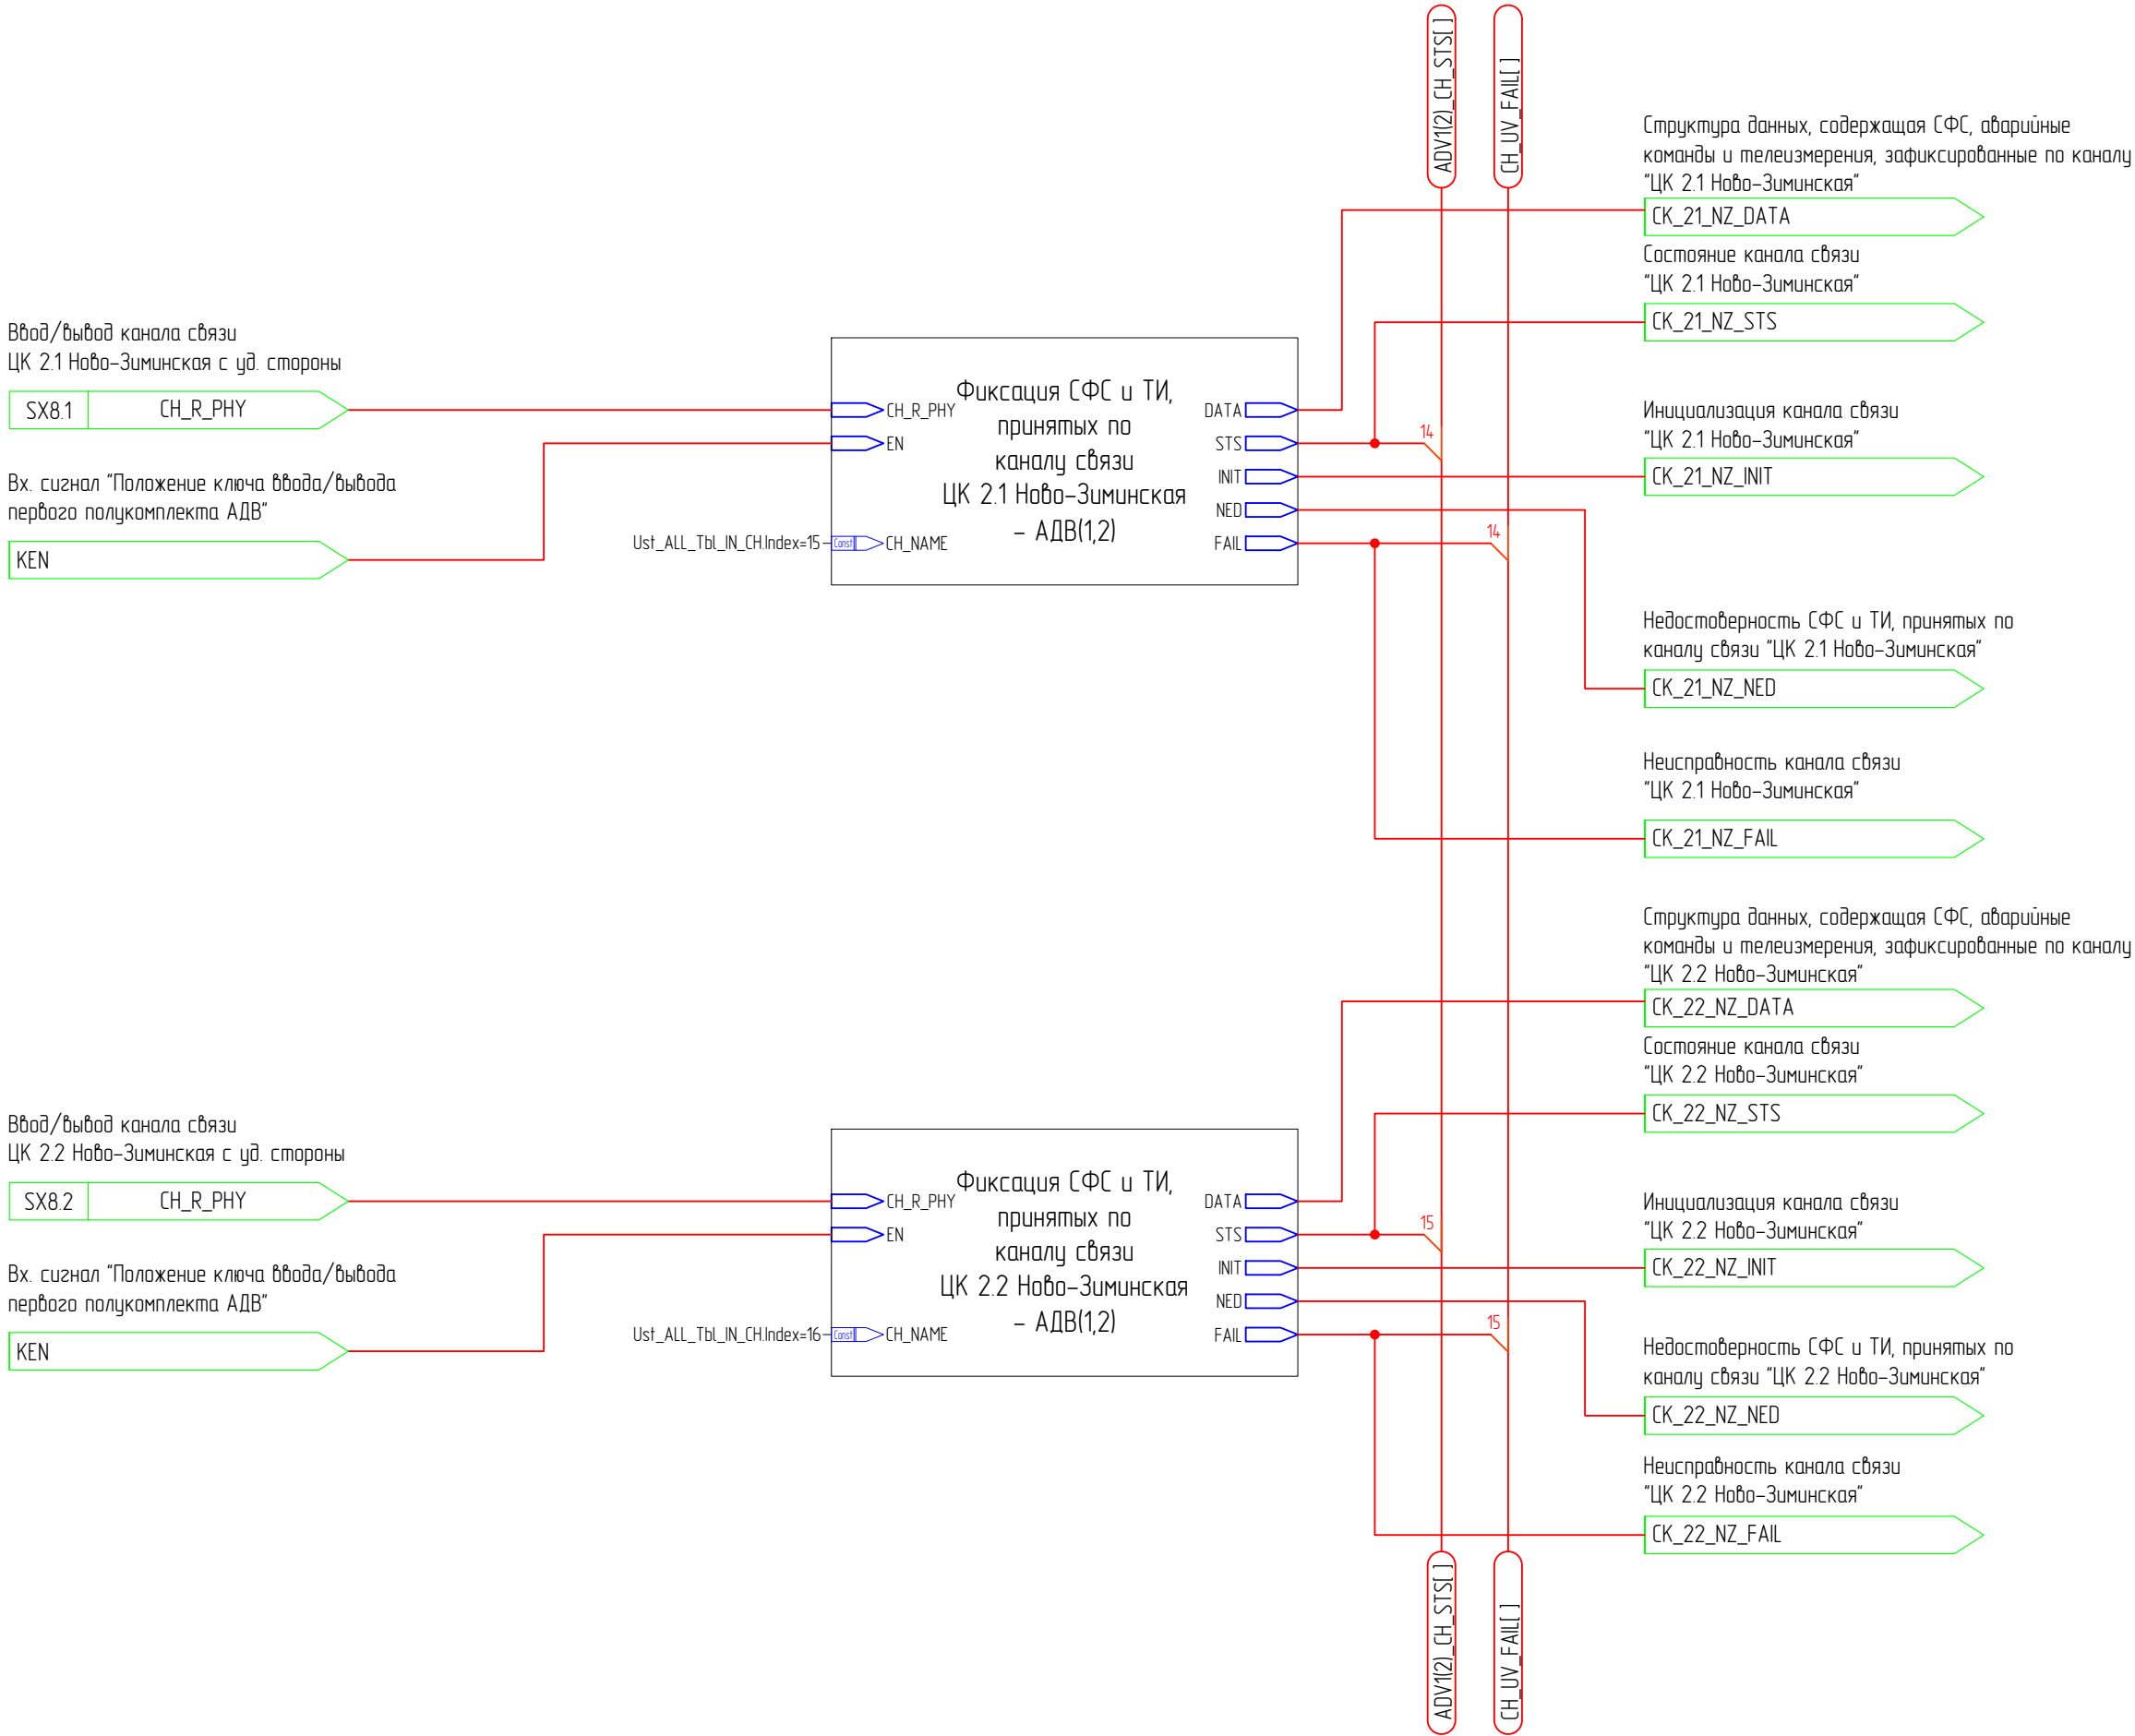 ADV1(2)_CH_STS[ ]
CH_UV_FAIL[ ]
Структура данных, содержащая СФС, аварийные
команды и телеизмерения, зафиксированные по каналу
"ЦК 2.1 Ново-Зиминская"
CK_21_NZ_DATA
Состояние канала связи
"ЦК 2.1 Ново-Зиминская"
CK_21_NZ_STS
Ввод/вывод канала связи
ЦК 2.1 Ново-Зиминская с уд. стороны
SX8.1 CH_R_PHY
Вх. сигнал "Положение ключа ввода/вывода
первого полукомплекта АДВ"
KEN
Ust_ALL_Tbl_IN_CH.Index=15
Const
CH_R_PHY
EN
CH_NAME
Фиксация СФС и ТИ,
принятых по
каналу связи
ЦК 2.1 Ново-Зиминская
- АДВ(1,2)
DATA
STS
INIT
NED
FAIL
14
14
Инициализация канала связи
"ЦК 2.1 Ново-Зиминская"
CK_21_NZ_INIT
Недостоверность СФС и ТИ, принятых по
каналу связи "ЦК 2.1 Ново-Зиминская"
CK_21_NZ_NED
Неисправность канала связи
"ЦК 2.1 Ново-Зиминская"
CK_21_NZ_FAIL
Структура данных, содержащая СФС, аварийные
команды и телеизмерения, зафиксированные по каналу
"ЦК 2.2 Ново-Зиминская"
CK_22_NZ_DATA
Состояние канала связи
"ЦК 2.2 Ново-Зиминская"
CK_22_NZ_STS
Ввод/вывод канала связи
ЦК 2.2 Ново-Зиминская с уд. стороны
SX8.2 CH_R_PHY
Вх. сигнал "Положение ключа ввода/вывода
первого полукомплекта АДВ"
KEN
Ust_ALL_Tbl_IN_CH.Index=16
Const
CH_R_PHY
EN
CH_NAME
Фиксация СФС и ТИ,
принятых по
каналу связи
ЦК 2.2 Ново-Зиминская
- АДВ(1,2)
DATA
STS
INIT
NED
FAIL
15
15
Инициализация канала связи
"ЦК 2.2 Ново-Зиминская"
CK_22_NZ_INIT
Недостоверность СФС и ТИ, принятых по
каналу связи "ЦК 2.2 Ново-Зиминская"
CK_22_NZ_NED
Неисправность канала связи
"ЦК 2.2 Ново-Зиминская"
CK_22_NZ_FAIL
ADV1(2)_CH_STS[ ]
CH_UV_FAIL[ ]